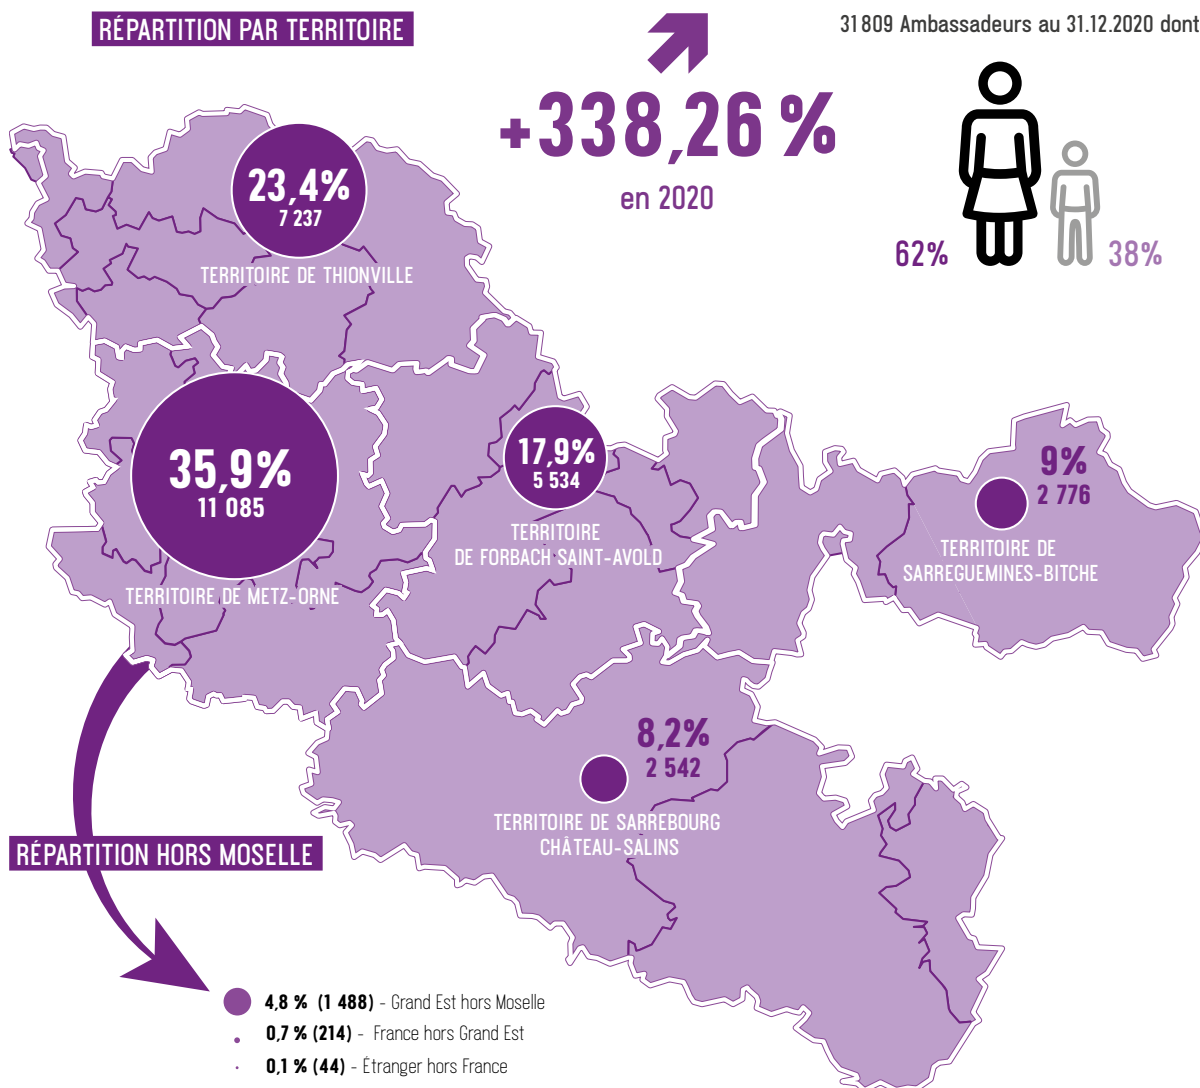 RÉPARTITION PAR TERRITOIRE
+338,26 %
en 2020
31 809 Ambassadeurs au 31.12.2020 dont
62%
38%
23,4%
7 237
TERRITOIRE DE THIONVILLE
35,9%
11 085
TERRITOIRE DE METZ-ORNE
17,9%
5 534
TERRITOIRE
DE FORBACH SAINT-AVOLD
9%
2 776
TERRITOIRE DE
SARREGUEMINES-BITCHE
8,2%
2 542
TERRITOIRE DE SARREBOURG
CHÂTEAU-SALINS
RÉPARTITION HORS MOSELLE
4,8 % (1 488) - Grand Est hors Moselle
0,7 % (214) - France hors Grand Est
0,1 % (44) - Étranger hors France